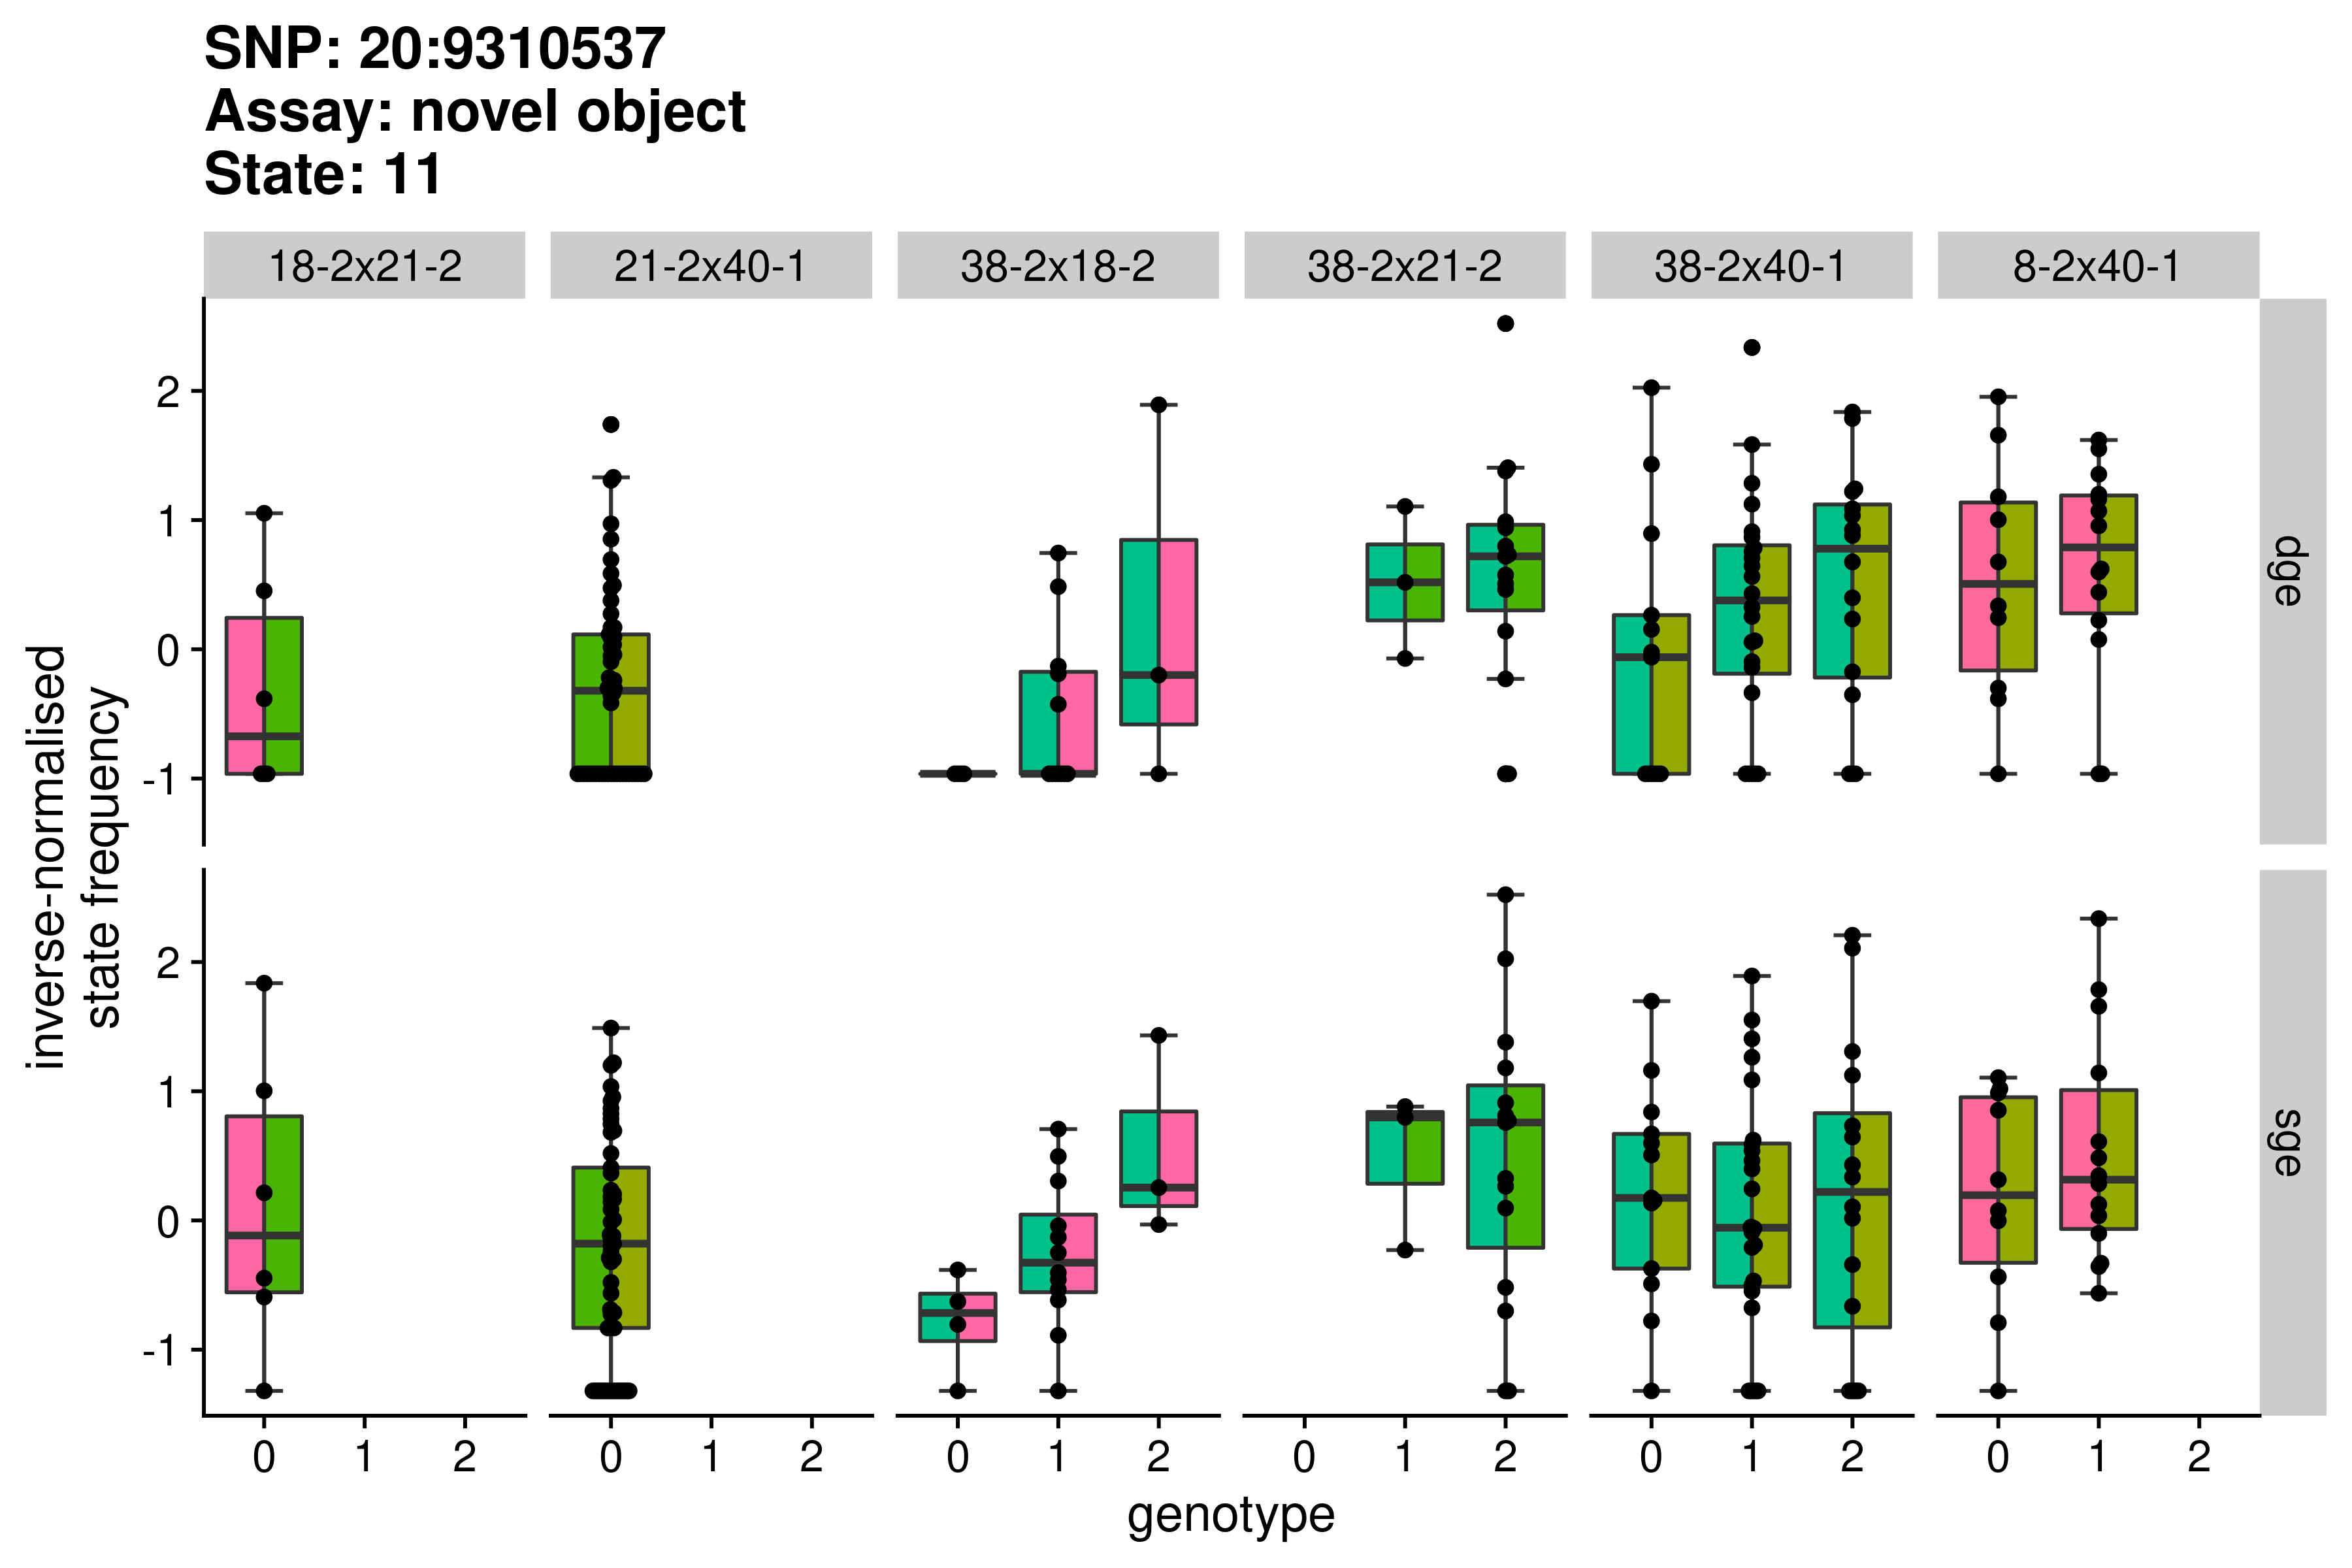 SNP: 20:9310537
Assay: novel object
State: 11
18-2x21-2
21-2x40-1
38-2x18-2
38-2x21-2
38-2x40-1
8-2x40-1
inverse-normalised
state frequency
2
1
0
-1
dge
2
1
0
-1
sge
0 1 2
0 1 2
0 1 2
0 1 2
0 1 2
0 1 2
genotype